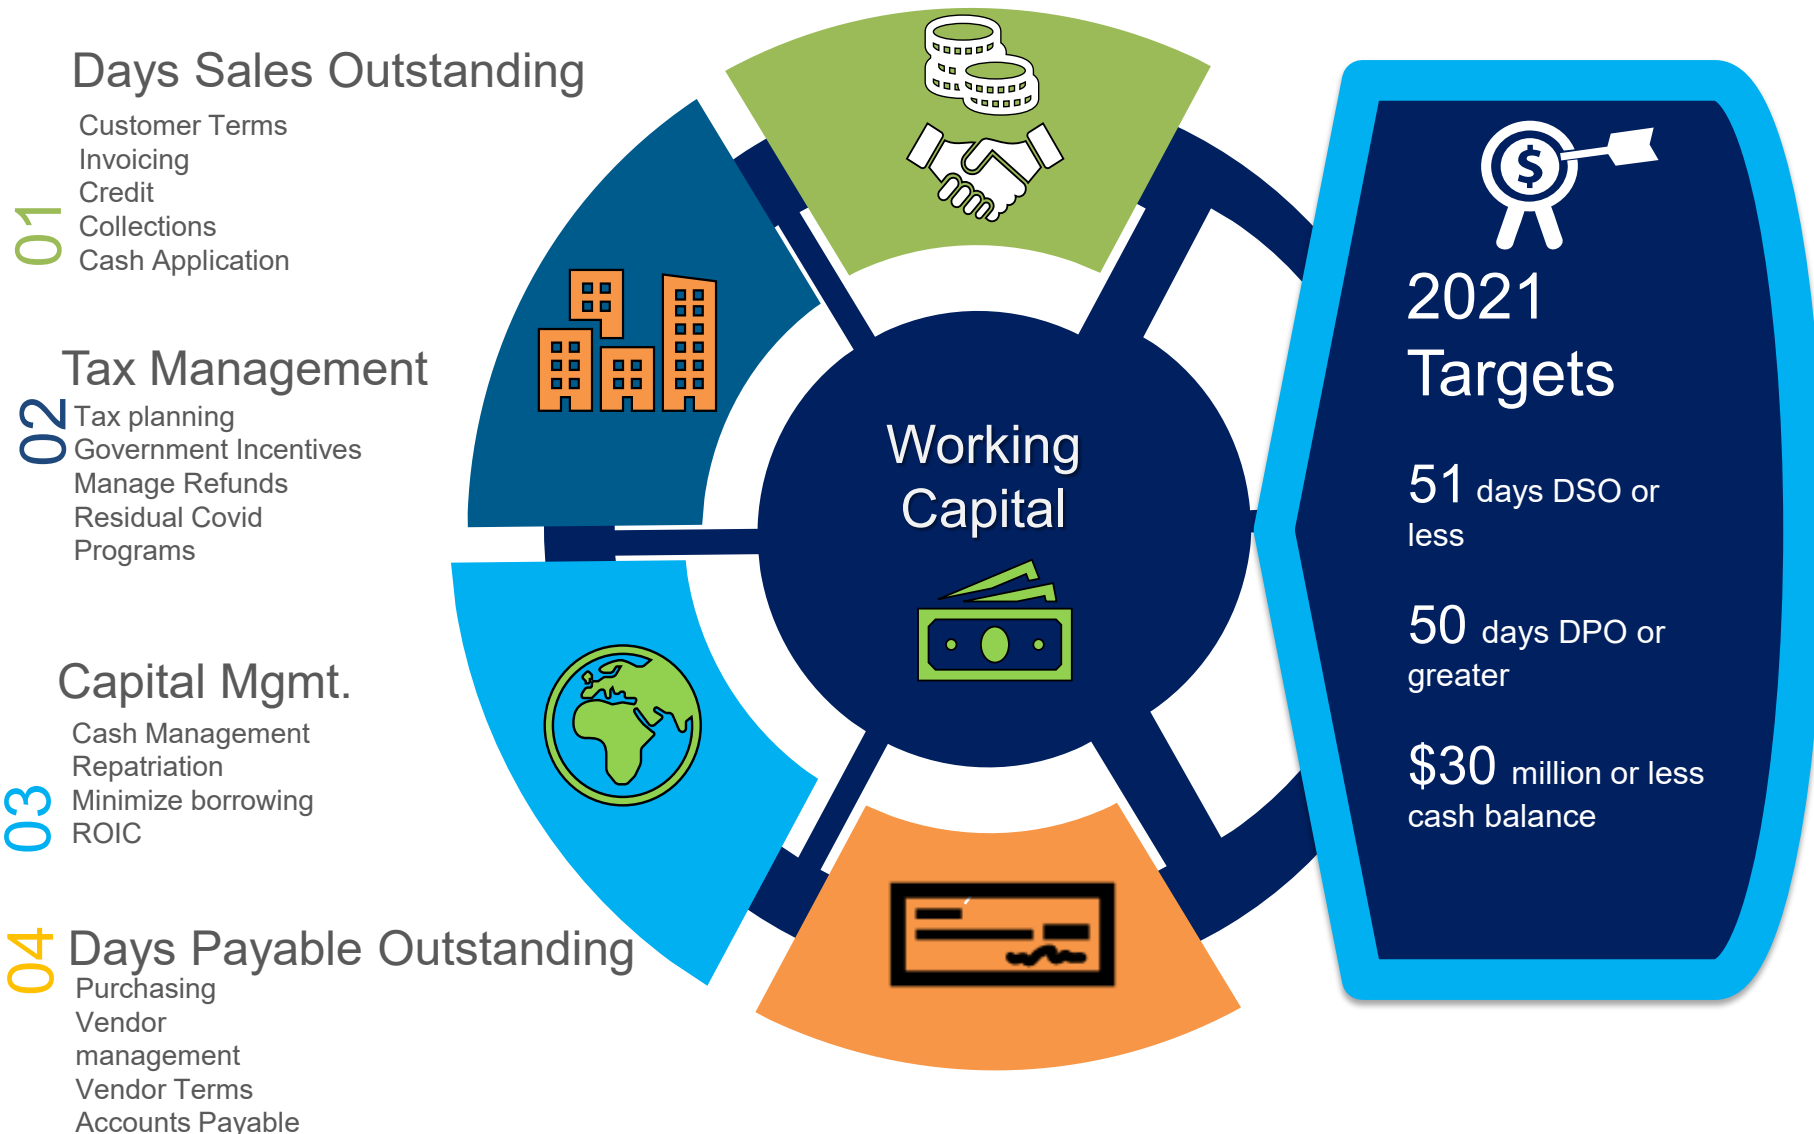 Days Sales Outstanding
01
Customer Terms
Invoicing
Credit
Collections
Cash Application
Tax Management
02
Tax planning
Government Incentives
Manage Refunds
Residual Covid
Programs
Capital Mgmt.
03
Cash Management
Repatriation
Minimize borrowing
ROIC
04
Days Payable Outstanding
Purchasing
Vendor
management
Vendor Terms
Accounts Payable
Working
Capital
$
2021
Targets
51 days DSO or
less
50 days DPO or
greater
$30 million or less
cash balance